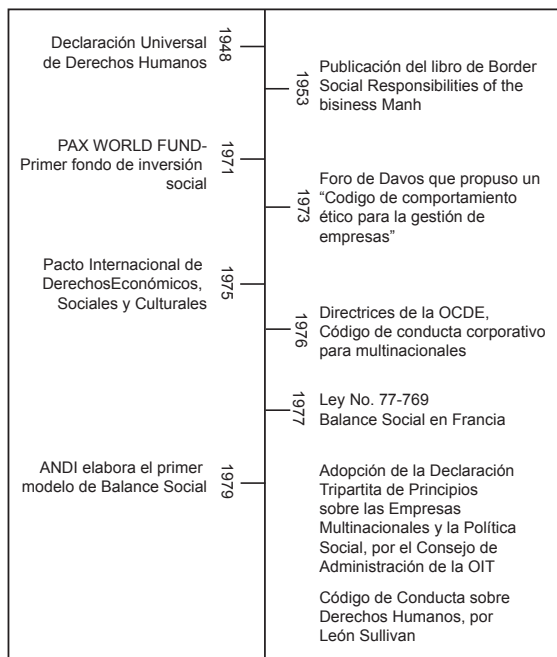 Declaración Universal
de Derechos Humanos
1948
1953
Publicación del libro de Border
Social Responsibilities of the
bisiness Manh
PAX WORLD FUND-
Primer fondo de inversión
social
1971
1973
Foro de Davos que propuso un
“Codigo de comportamiento
ético para la gestión de
empresas”
Pacto Internacional de
DerechosEconómicos,
Sociales y Culturales
1975
1976
Directrices de la OCDE,
Código de conducta corporativo
para multinacionales
1977
Ley No. 77-769
Balance Social en Francia
ANDI elabora el primer
modelo de Balance Social
1979
Adopción de la Declaración
Tripartita de Principios
sobre las Empresas
Multinacionales y la Política
Social, por el Consejo de
Administración de la OIT
Código de Conducta sobre
Derechos Humanos, por
León Sullivan